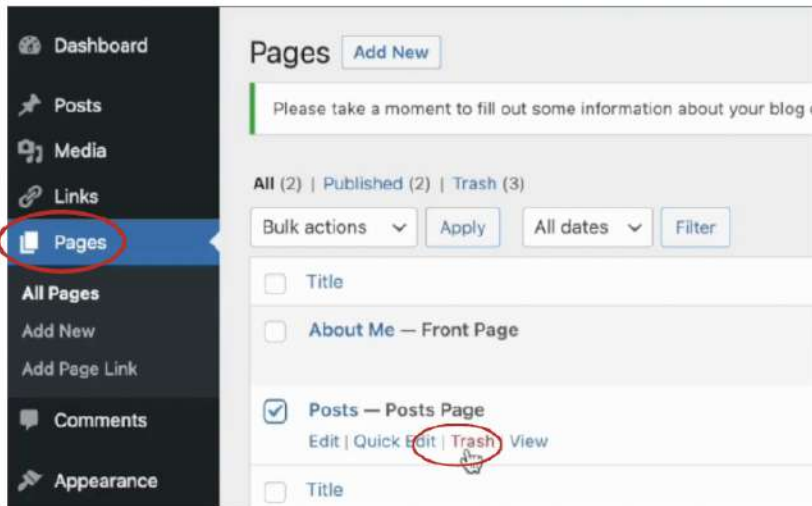 Dashboard
Posts
Media
Links
Pages
All Pages
Add New
Add Page Link
Comments
Appearance
Pages Add New
Please take a moment to fill out some information about your blog
All (2) | Published (2) | Trash (3)
Bulk actions Apply All dates Filter
Title
About Me — Front Page
Posts — Posts Page
Edit | Quick Edit | Trash | View
Title